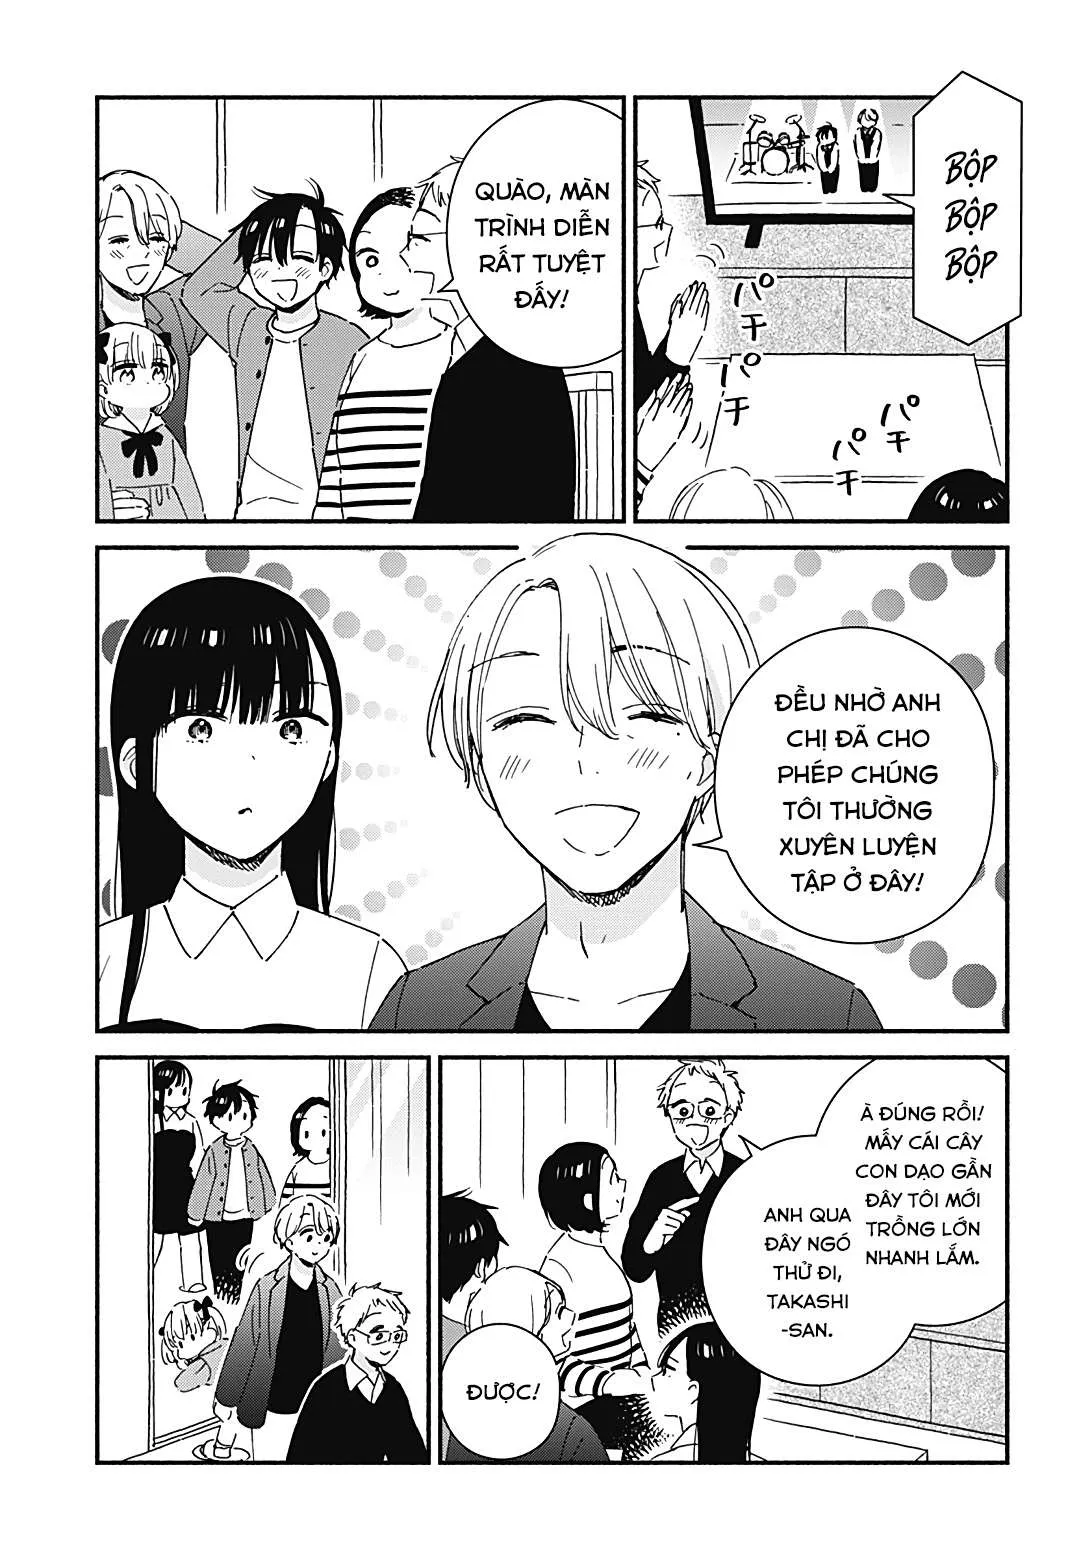 BỘP
BỘP
BỘP
パチ
パチ
パチ
パチ
QUÀO, MÀN
TRÌNH DIỄN
RẤT TUYỆT
ĐẤY!
ĐỀU NHỜ ANH
CHỊ ĐÃ CHO
PHÉP CHÚNG
TÔI THƯỜNG
XUYÊN LUYỆN
TẬP Ở ĐÂY!
À ĐÚNG RỒI!
MẤY CÁI CÂY
CON DẠO GẦN
ĐÂY TÔI MỚI
TRỒNG LỚN
NHANH LẮM.
ANH QUA
ĐÂY NGÓ
THỬ ĐI,
TAKASHI
-SAN.
ĐƯỢC!